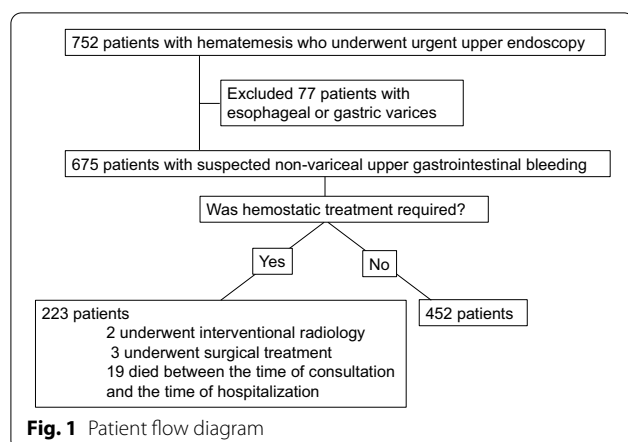 752 patients with hematemesis who underwent urgent upper endoscopy
Excluded 77 patients with
esophageal or gastric varices
675 patients with suspected non-variceal upper gastrointestinal bleeding
Was hemostatic treatment required?
Yes
No
223 patients
2 underwent interventional radiology
3 underwent surgical treatment
19 died between the time of consultation
and the time of hospitalization
452 patients
Fig. 1 Patient flow diagram